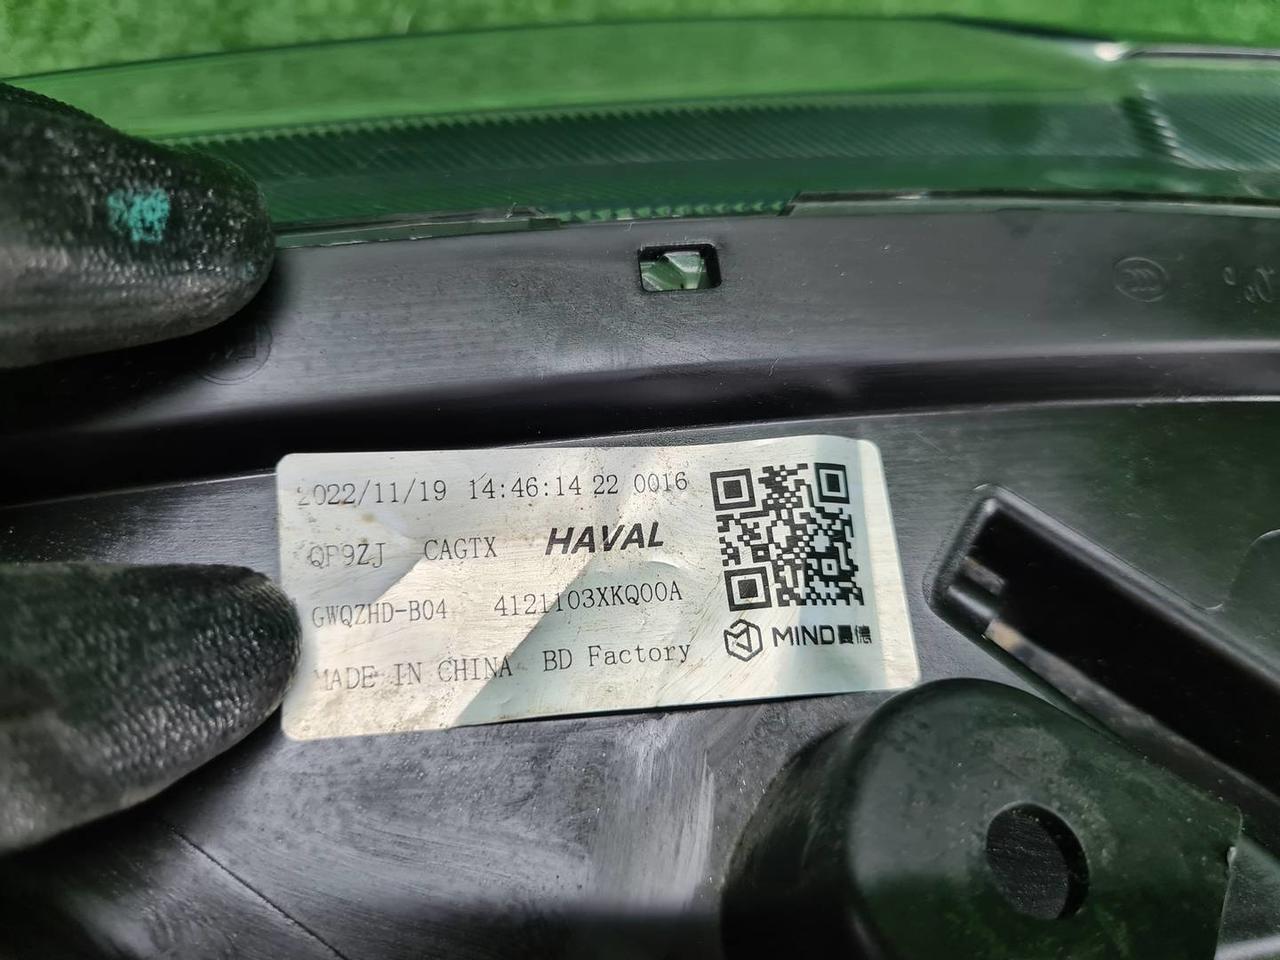 2022/11/19 14:46:14 22 0016
QP9ZJ CAGTX HAVAL
GWQZHD-B04 4121103XKQ00A
MADE IN CHINA BD Factory
MIND曼德